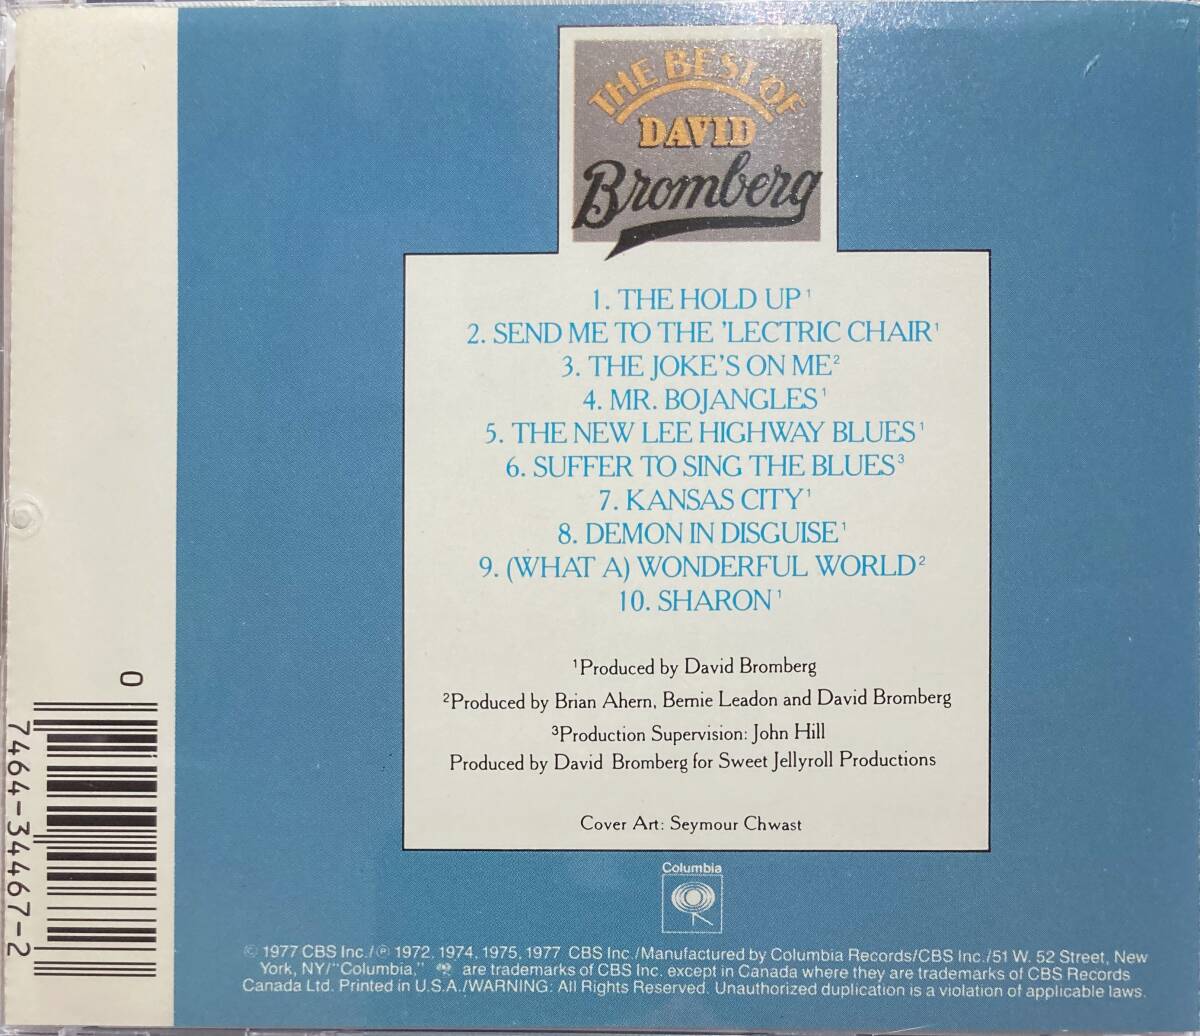 THE BEST OF
DAVID
Bromberg
1. THE HOLD UP¹
2. SEND ME TO THE 'LECTRIC CHAIR¹
3. THE JOKE'S ON ME²
4. MR. BOJANGLES¹
5. THE NEW LEE HIGHWAY BLUES¹
6. SUFFER TO SING THE BLUES³
7. KANSAS CITY¹
8. DEMON IN DISGUISE¹
9. (WHAT A) WONDERFUL WORLD²
10. SHARON¹
¹Produced by David Bromberg
²Produced by Brian Ahern, Bernie Leadon and David Bromberg
³Production Supervision: John Hill
Produced by David Bromberg for Sweet Jellyroll Productions
Cover Art: Seymour Chwast
Columbia
© 1977 CBS Inc./℗ 1972, 1974, 1975, 1977 CBS Inc./Manufactured by Columbia Records/CBS Inc./51 W. 52 Street, New
York, NY/"Columbia," are trademarks of CBS Inc. except in Canada where they are trademarks of CBS Records
Canada Ltd. Printed in U.S.A./WARNING: All Rights Reserved. Unauthorized duplication is a violation of applicable laws.
0
7464-34467-2